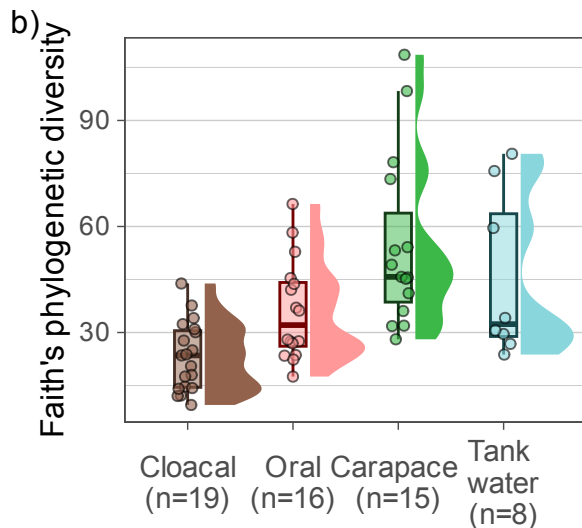 b)
Faith's phylogenetic diversity
90
60
30
Cloacal
(n=19)
Oral
(n=16)
Carapace
(n=15)
Tank
water
(n=8)